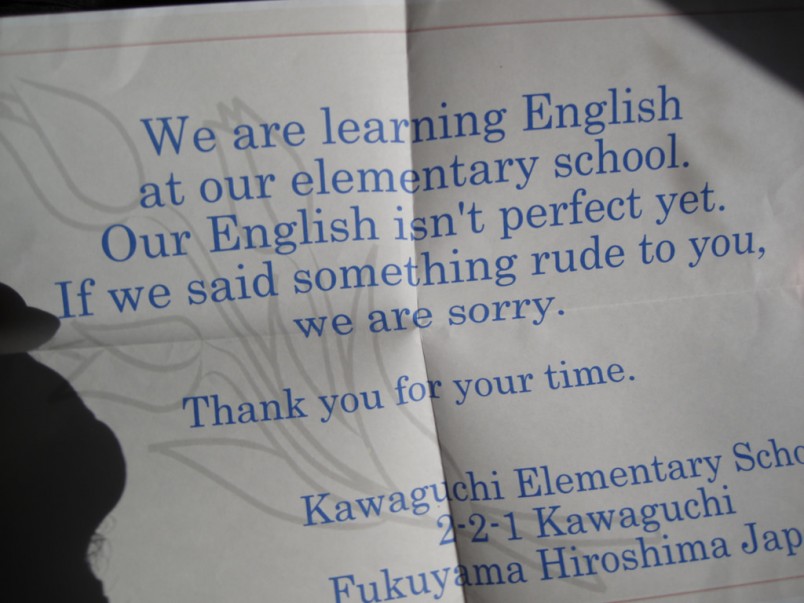 We are learning English
at our elementary school.
Our English isn't perfect yet.
If we said something rude to you,
we are sorry.
Thank you for your time.
Kawaguchi Elementary Scho
2-2-1 Kawaguchi
Fukuyama Hiroshima Jap